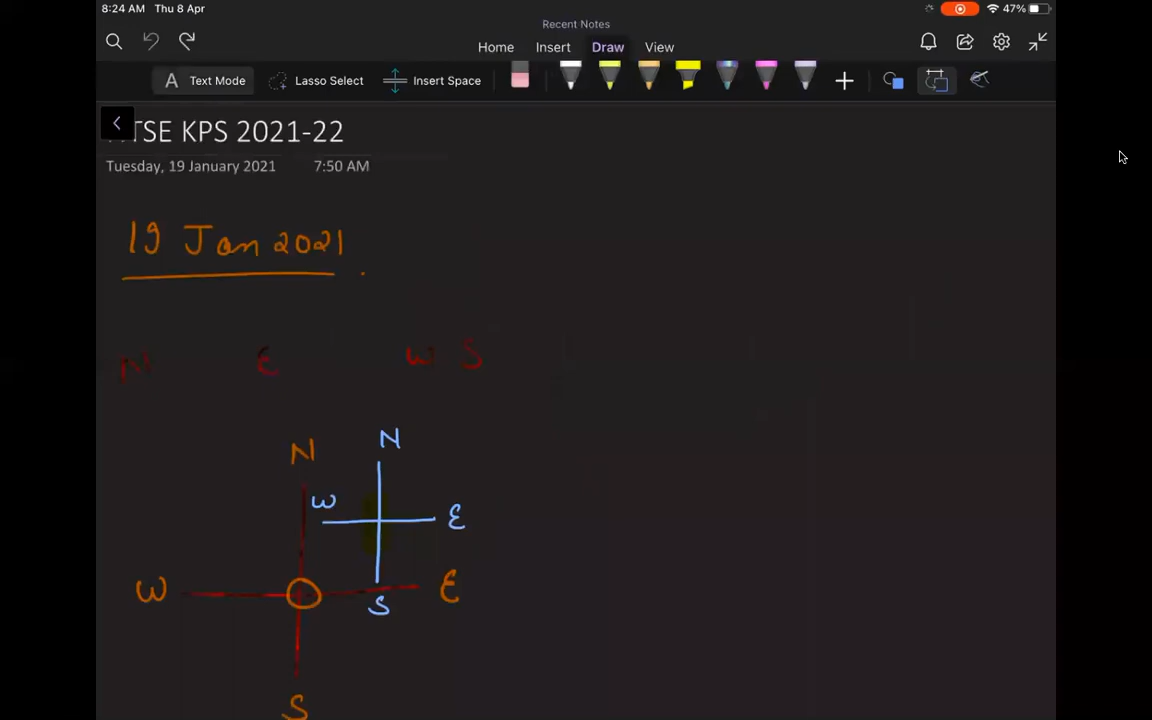 8:24 AM Thu 8 Apr
47%
Recent Notes
Home Insert Draw View
Text Mode Lasso Select Insert Space
TSE KPS 2021-22
Tuesday, 19 January 2021 7:50 AM
19 Jan 2021
N E W S
N
N
W
E
W
E
S
S